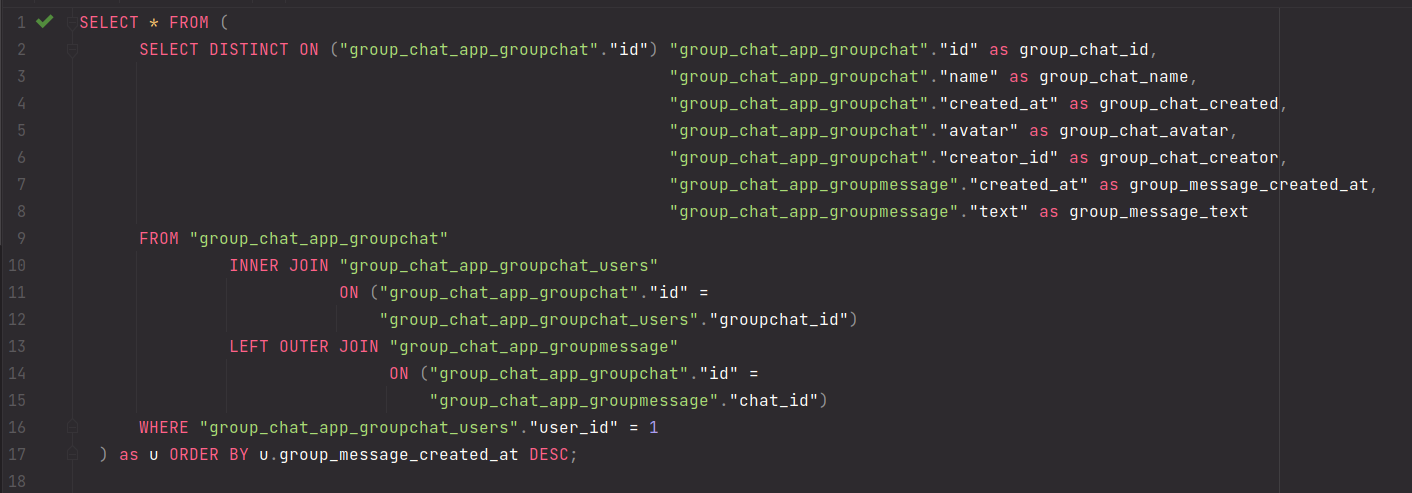 1 SELECT * FROM (
2 SELECT DISTINCT ON ("group_chat_app_groupchat"."id") "group_chat_app_groupchat"."id" as group_chat_id,
3 "group_chat_app_groupchat"."name" as group_chat_name,
4 "group_chat_app_groupchat"."created_at" as group_chat_created,
5 "group_chat_app_groupchat"."avatar" as group_chat_avatar,
6 "group_chat_app_groupchat"."creator_id" as group_chat_creator,
7 "group_chat_app_groupmessage"."created_at" as group_message_created_at,
8 "group_chat_app_groupmessage"."text" as group_message_text
9 FROM "group_chat_app_groupchat"
10 INNER JOIN "group_chat_app_groupchat_users"
11 ON ("group_chat_app_groupchat"."id" =
12 "group_chat_app_groupchat_users"."groupchat_id")
13 LEFT OUTER JOIN "group_chat_app_groupmessage"
14 ON ("group_chat_app_groupchat"."id" =
15 "group_chat_app_groupmessage"."chat_id")
16 WHERE "group_chat_app_groupchat_users"."user_id" = 1
17 ) as u ORDER BY u.group_message_created_at DESC;
18